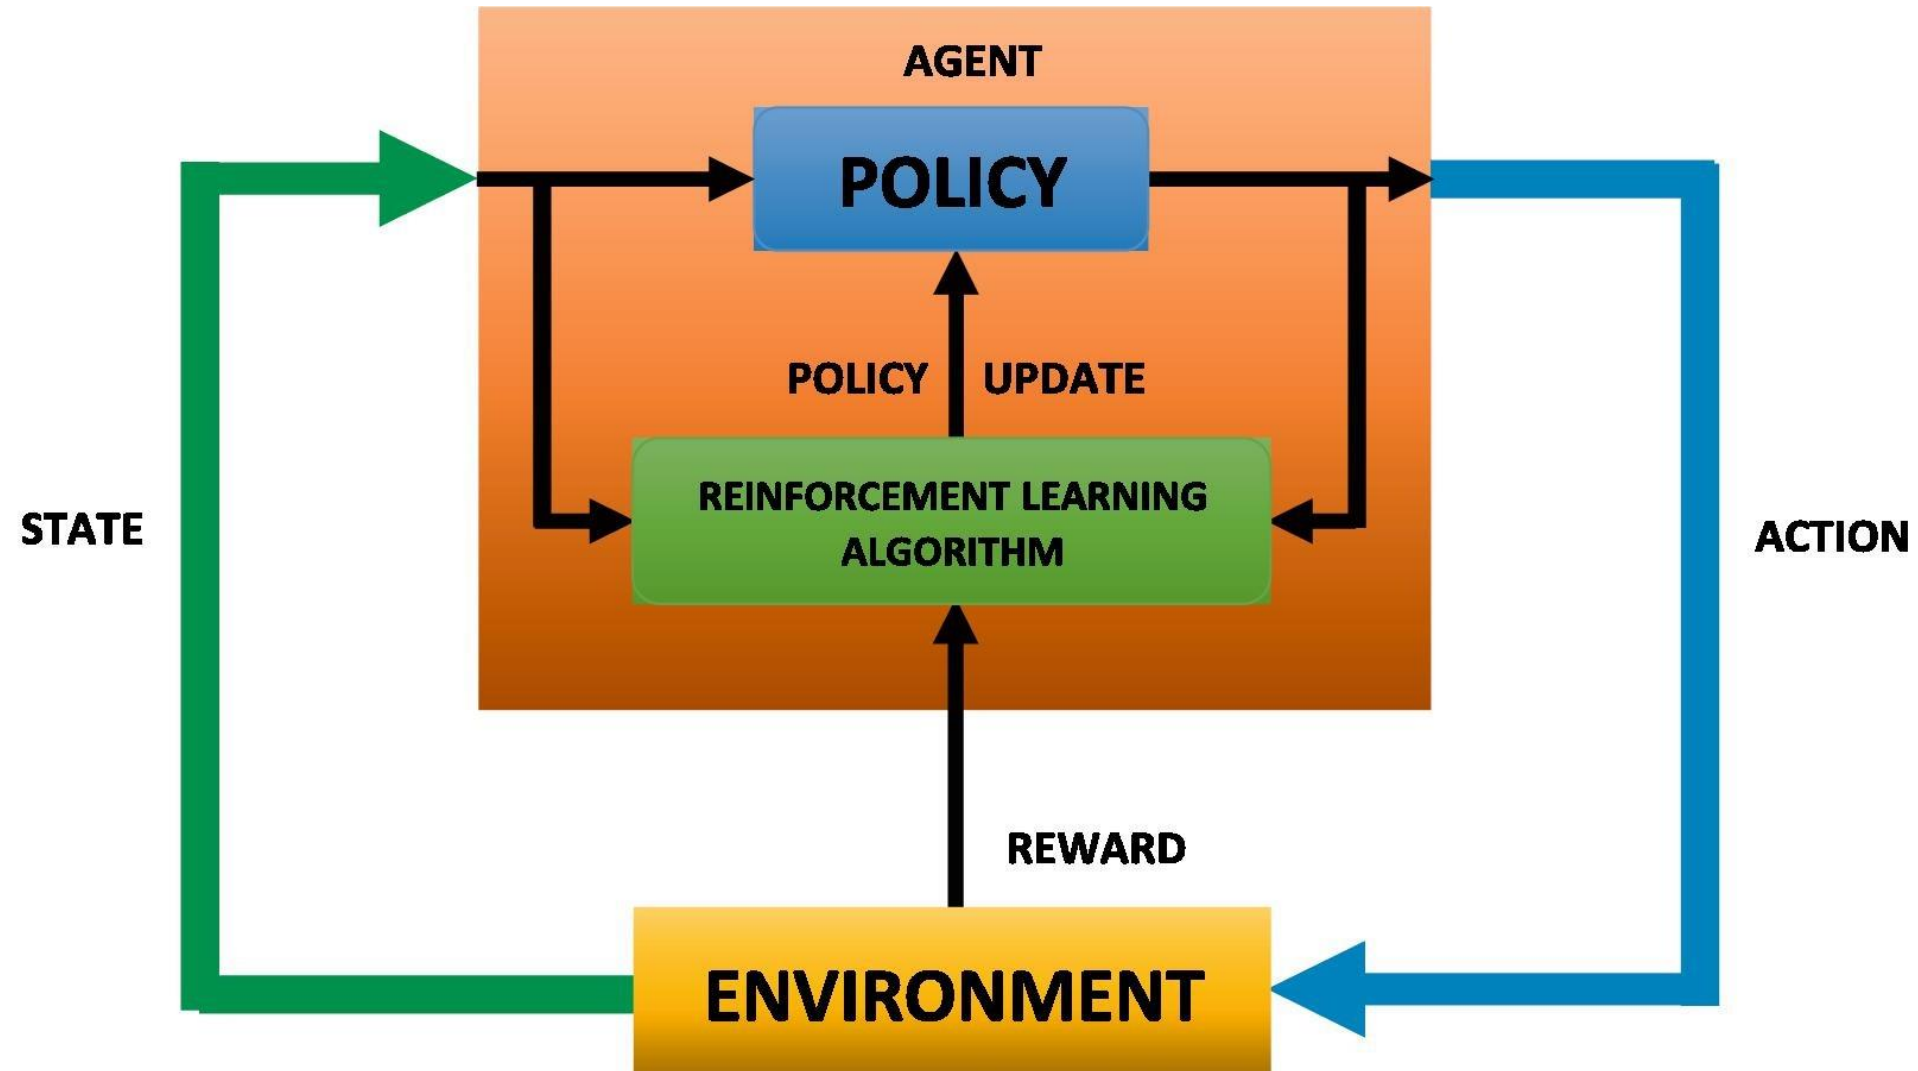 AGENT
POLICY
POLICY UPDATE
REINFORCEMENT LEARNING
ALGORITHM
STATE
ACTION
REWARD
ENVIRONMENT